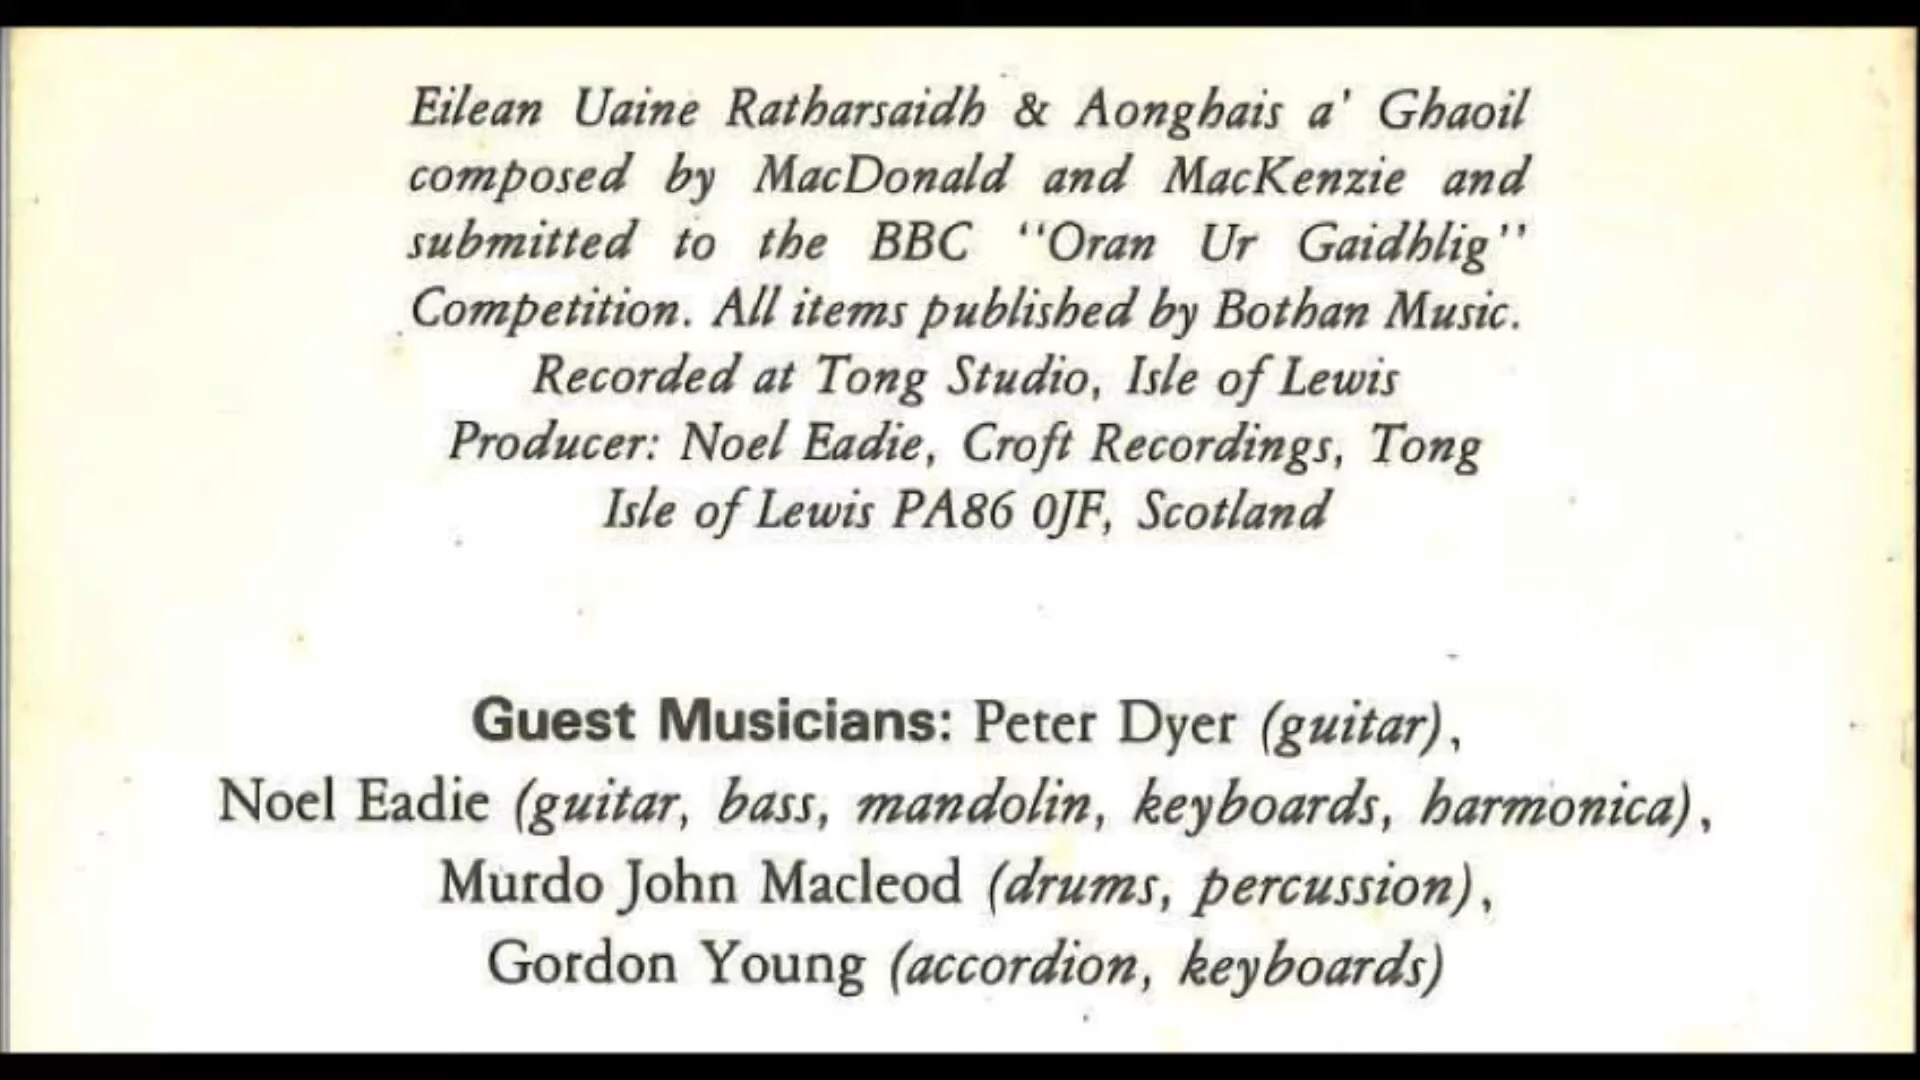 Eilean Uaine Ratharsaidh & Aonghais a' Ghaoil
composed by MacDonald and MacKenzie and
submitted to the BBC ‘‘Oran Ur Gaidhlig’’
Competition. All items published by Bothan Music.
Recorded at Tong Studio, Isle of Lewis
Producer: Noel Eadie, Croft Recordings, Tong
Isle of Lewis PA86 0JF, Scotland
Guest Musicians: Peter Dyer (guitar),
Noel Eadie (guitar, bass, mandolin, keyboards, harmonica),
Murdo John Macleod (drums, percussion),
Gordon Young (accordion, keyboards)